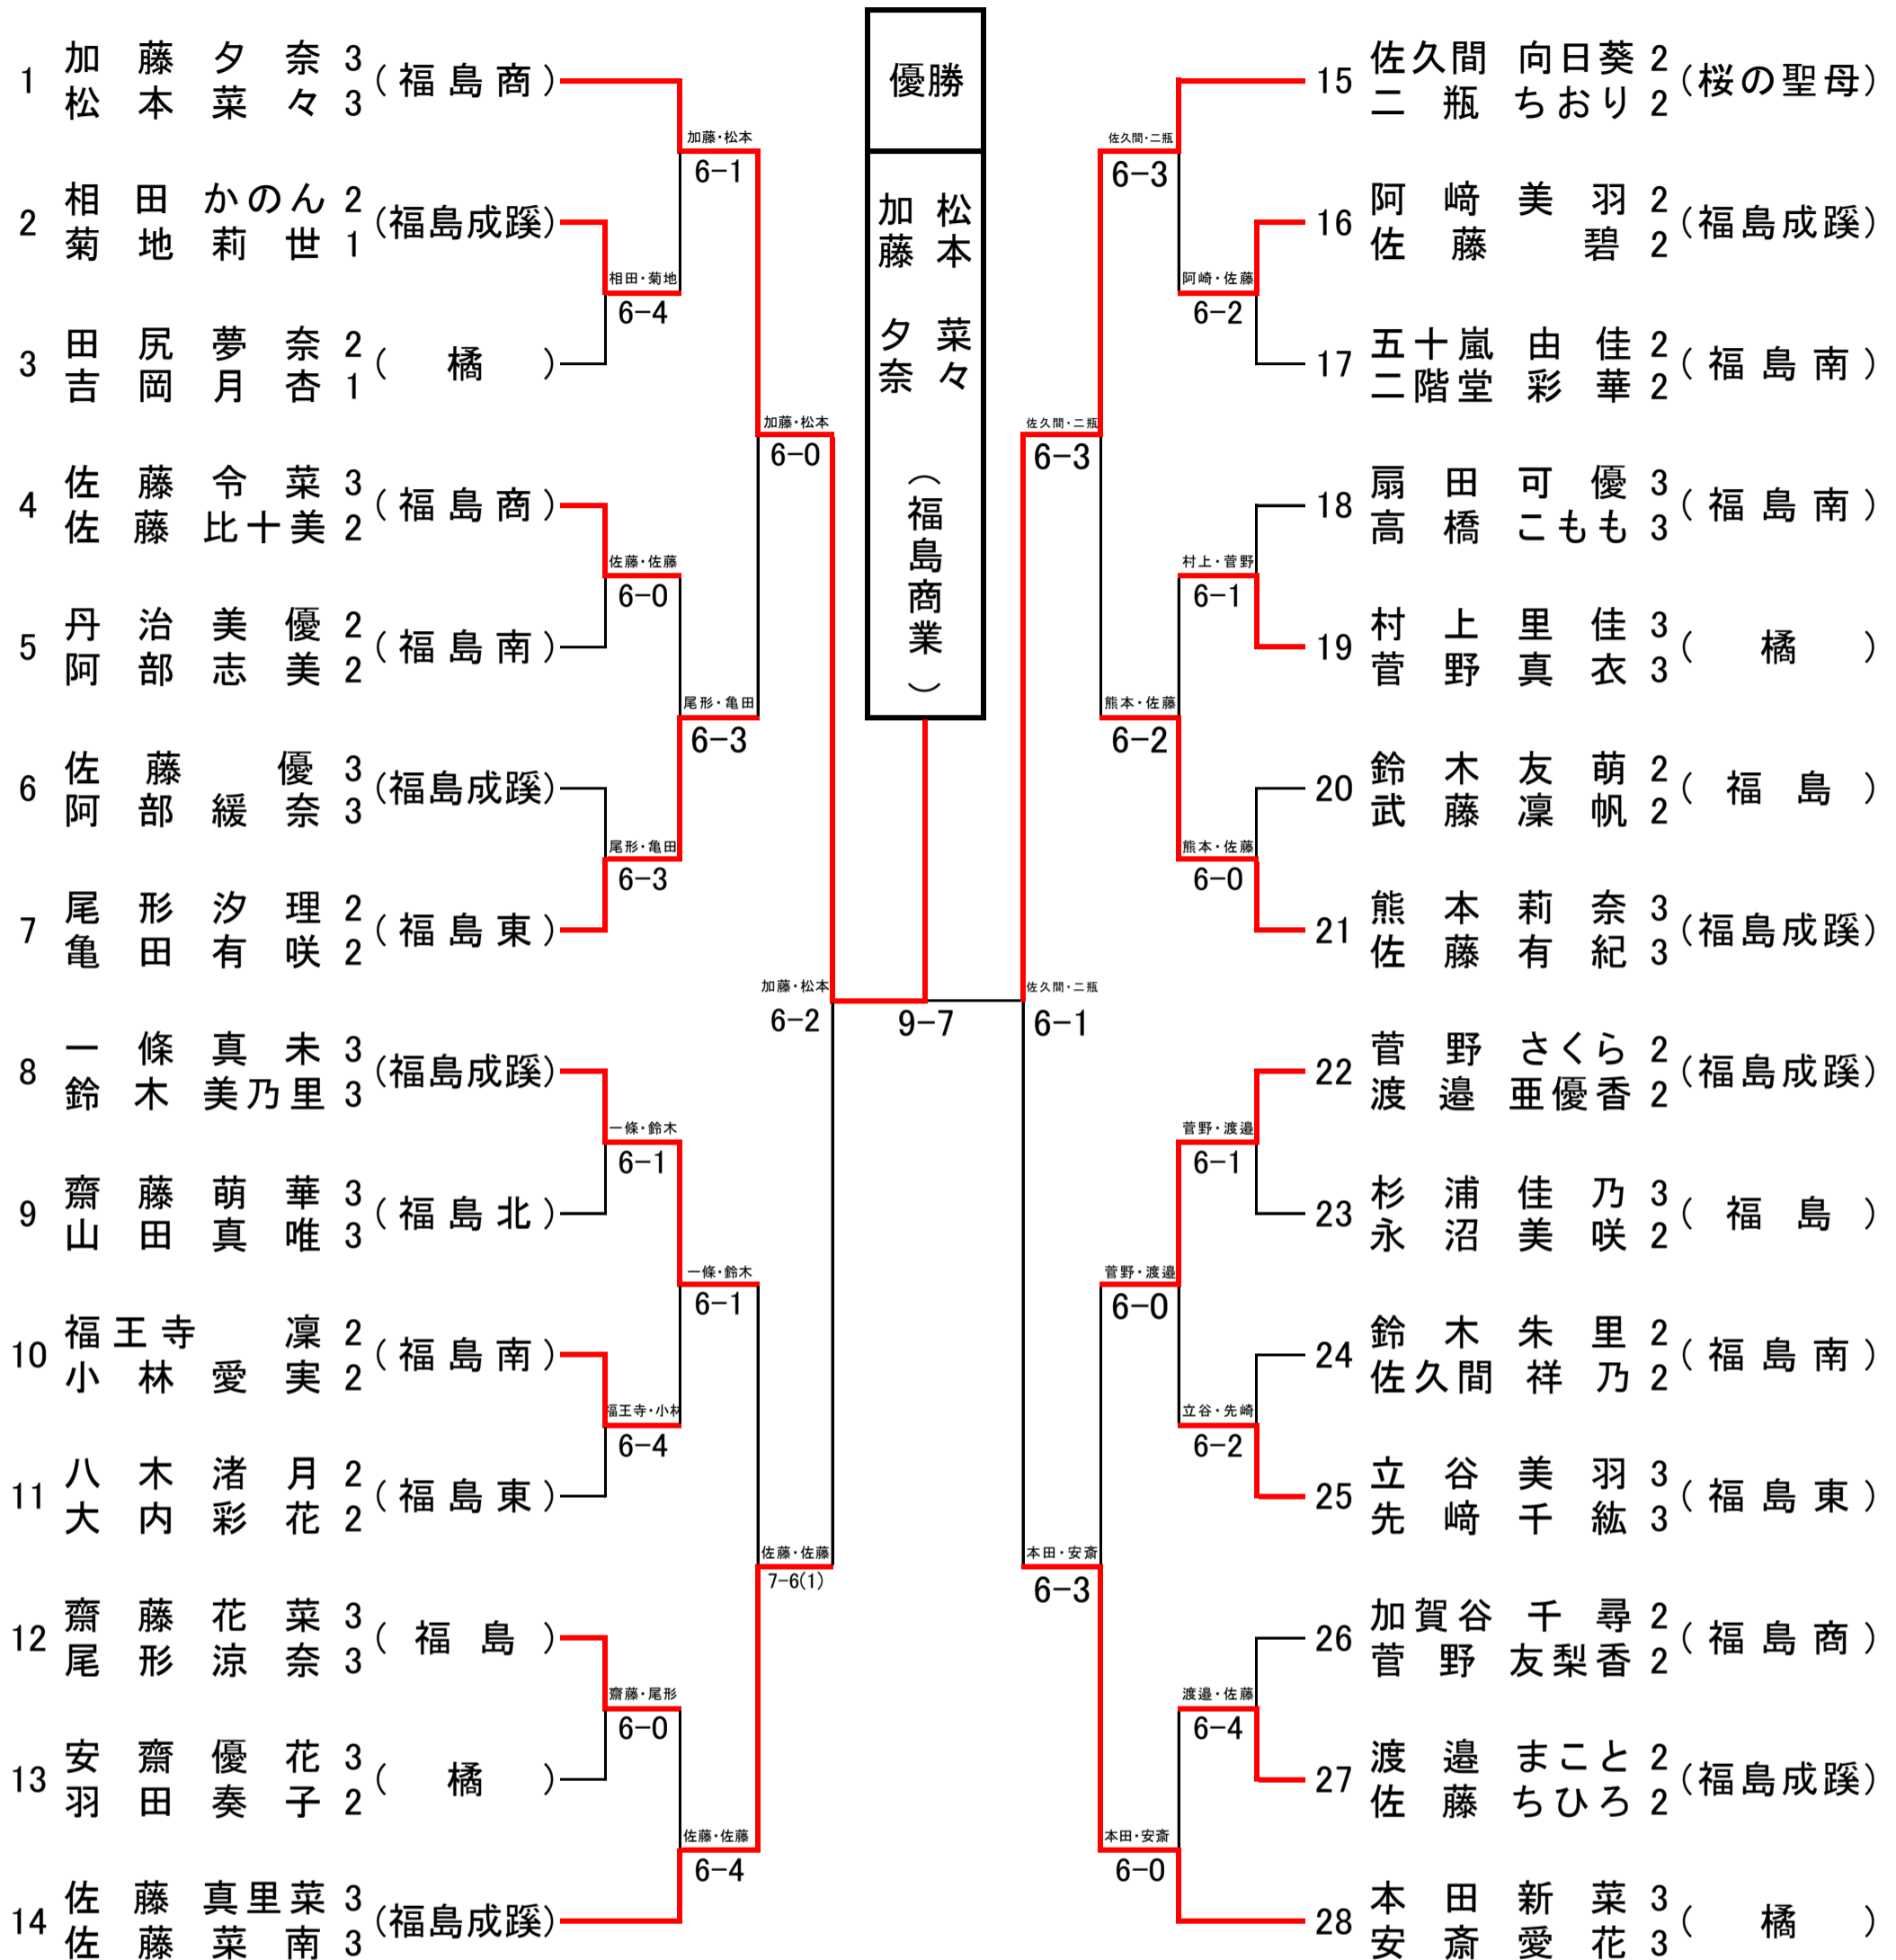 優勝
加藤 夕奈
松本 菜々
（福島商業）
1 加藤夕奈 3 (福島商)
松本菜々 3
2 相田かのん 2 (福島成蹊)
菊地莉世 1
3 田尻夢奈 2 (橘)
吉岡月杏 1
4 佐藤令菜 3 (福島商)
佐藤比十美 2
5 丹治美優 2 (福島南)
阿部志美 2
6 佐藤優 3 (福島成蹊)
阿部緩奈 3
7 尾形汐理 2 (福島東)
亀田有咲 2
8 一條真未 3 (福島成蹊)
鈴木美乃里 3
9 齋藤萌華 3 (福島北)
山田真唯 3
10 福王寺凜 2 (福島南)
小林愛実 2
11 八木渚月 2 (福島東)
大内彩花 2
12 齋藤花菜 3 (福島)
尾形涼奈 3
13 安齋優花 3 (橘)
羽田奏子 2
14 佐藤真里菜 3 (福島成蹊)
佐藤菜南 3
加藤・松本
6-1
相田・菊地
6-4
加藤・松本
6-0
佐藤・佐藤
6-0
尾形・亀田
6-3
尾形・亀田
6-3
加藤・松本
6-2
一條・鈴木
6-1
一條・鈴木
6-1
福王寺・小林
6-4
佐藤・佐藤
7-6(1)
齋藤・尾形
6-0
佐藤・佐藤
6-4
9-7
佐久間・二瓶
6-3
阿崎・佐藤
6-2
佐久間・二瓶
6-3
村上・菅野
6-1
熊本・佐藤
6-2
熊本・佐藤
6-0
佐久間・二瓶
6-1
菅野・渡邉
6-1
菅野・渡邉
6-0
立谷・先崎
6-2
本田・安斎
6-3
渡邉・佐藤
6-4
本田・安斎
6-0
15 佐久間 向日葵 2 (桜の聖母)
二瓶ちおり 2
16 阿﨑美羽 2 (福島成蹊)
佐藤碧 2
17 五十嵐由佳 2 (福島南)
二階堂彩華 2
18 扇田可優 3 (福島南)
高橋こもも 3
19 村上里佳 3 (橘)
菅野真衣 3
20 鈴木友萌 2 (福島)
武藤凜帆 2
21 熊本莉奈 3 (福島成蹊)
佐藤有紀 3
22 菅野さくら 2 (福島成蹊)
渡邉亜優香 2
23 杉浦佳乃 3 (福島)
永沼美咲 2
24 鈴木朱里 2 (福島南)
佐久間祥乃 2
25 立谷美羽 3 (福島東)
先﨑千紘 3
26 加賀谷千尋 2 (福島商)
菅野友梨香 2
27 渡邉まこと 2 (福島成蹊)
佐藤ちひろ 2
28 本田新菜 3 (橘)
安斎愛花 3